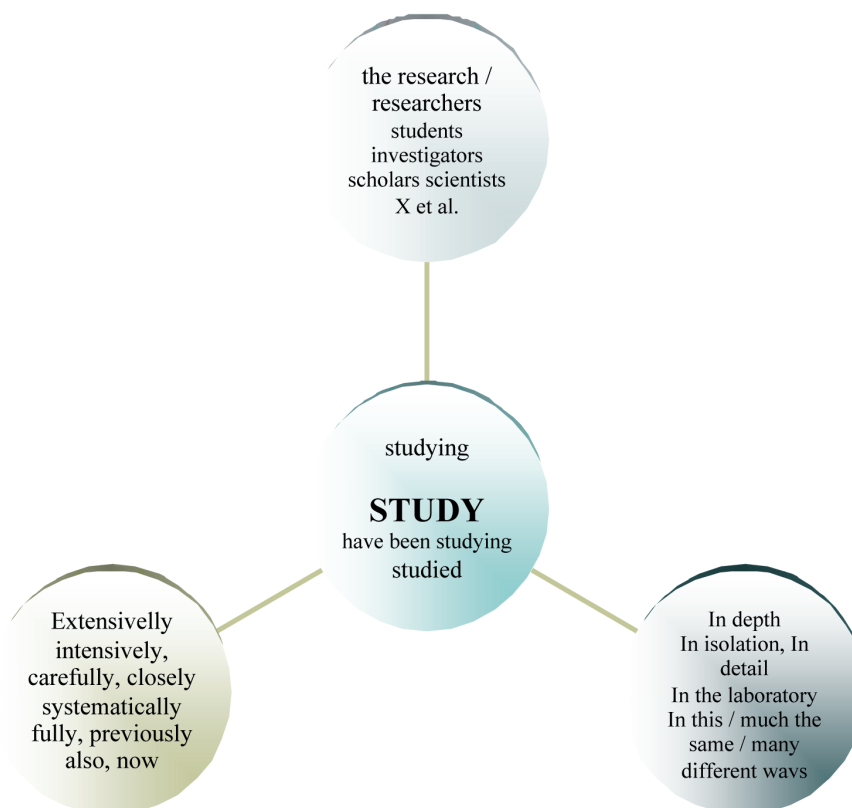 the research /
researchers
students
investigators
scholars scientists
X et al.
studying
STUDY
have been studying
studied
Extensivelly
intensively,
carefully, closely
systematically
fully, previously
also, now
In depth
In isolation, In
detail
In the laboratory
In this / much the
same / many
different ways